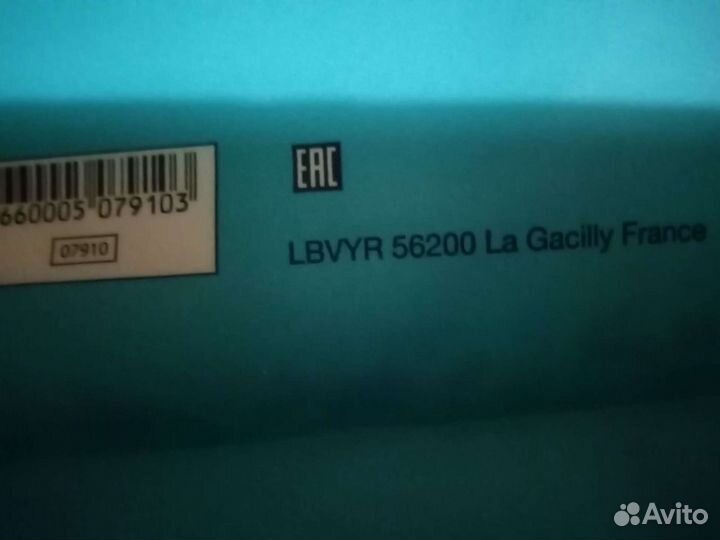 EAC
660005 079103
07910
LBVYR 56200 La Gacilly France
Avito